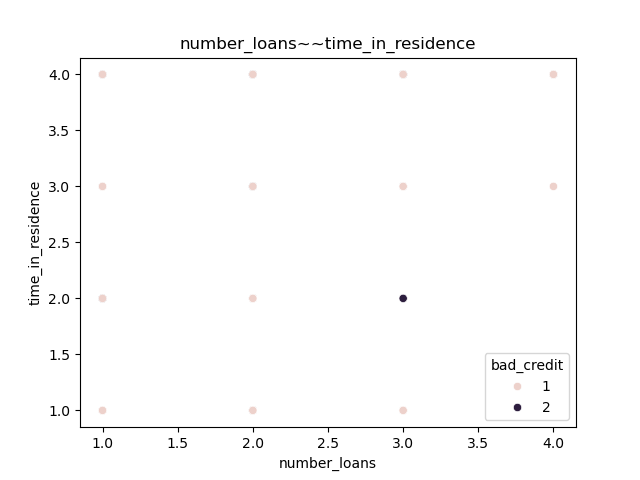 number_loans~~time_in_residence
4.0
3.5
3.0
2.5
2.0
1.5
1.0
time_in_residence
bad_credit
1
2
1.0 1.5 2.0 2.5 3.0 3.5 4.0
number_loans